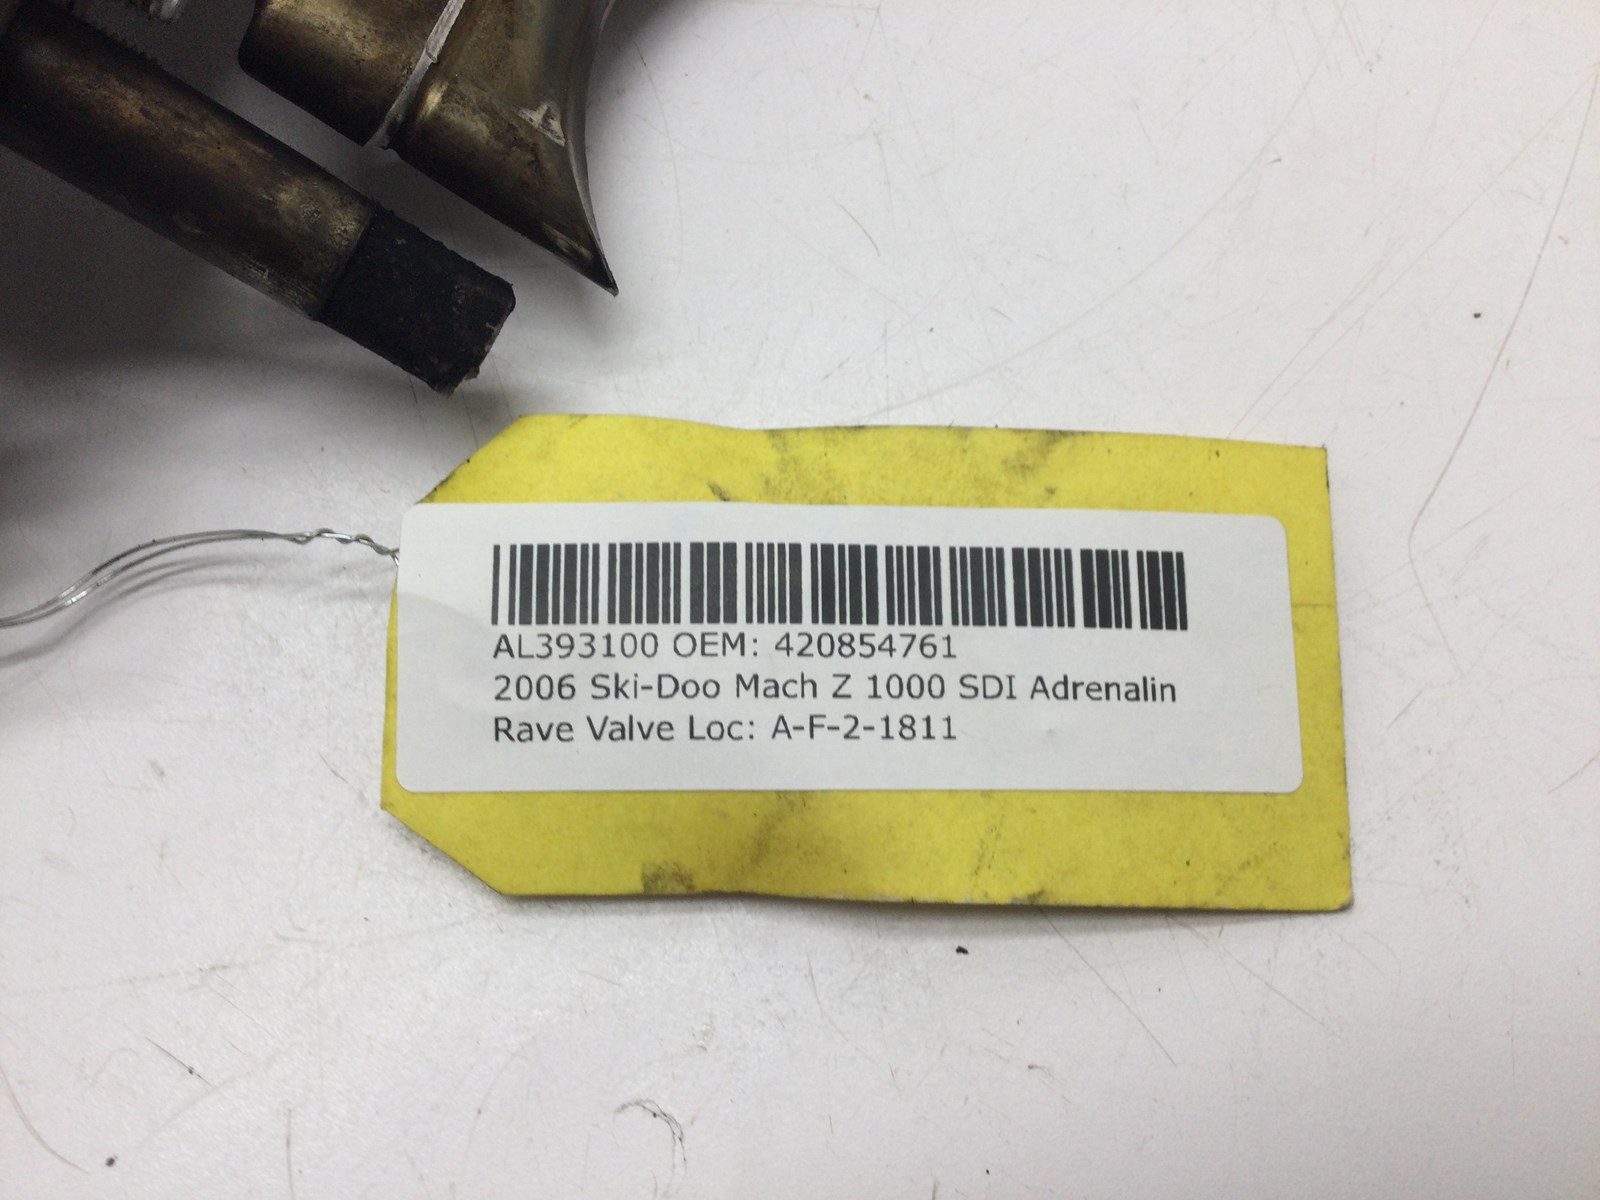 AL393100 OEM: 420854761
2006 Ski-Doo Mach Z 1000 SDI Adrenalin
Rave Valve Loc: A-F-2-1811